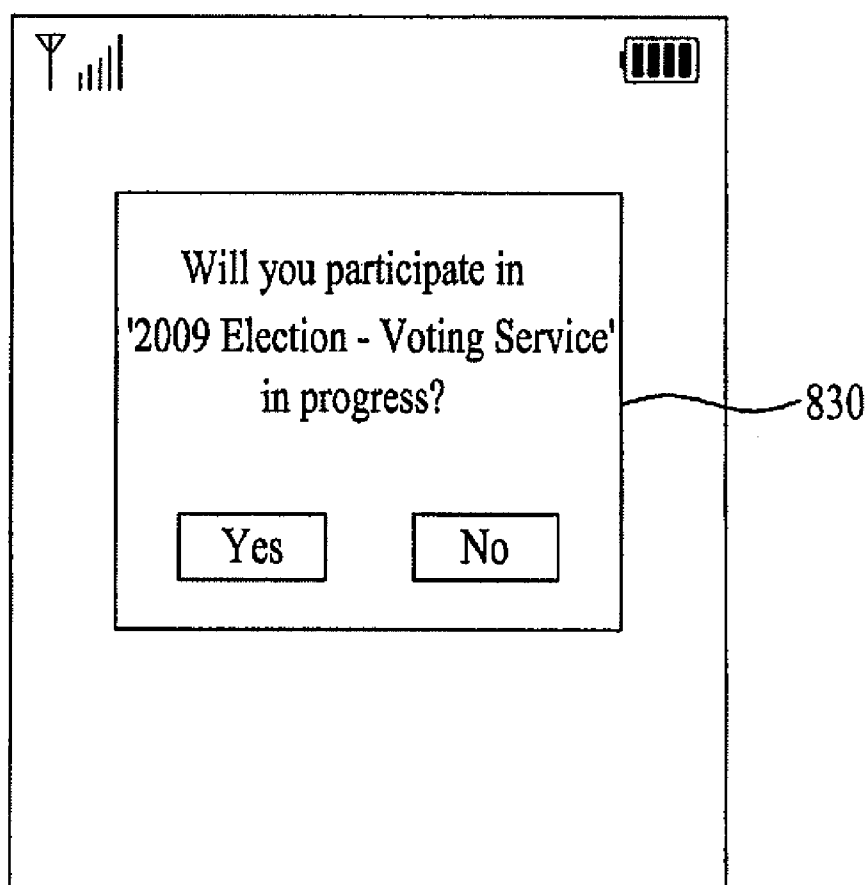 Will you participate in
'2009 Election - Voting Service'
in progress?
830
Yes No